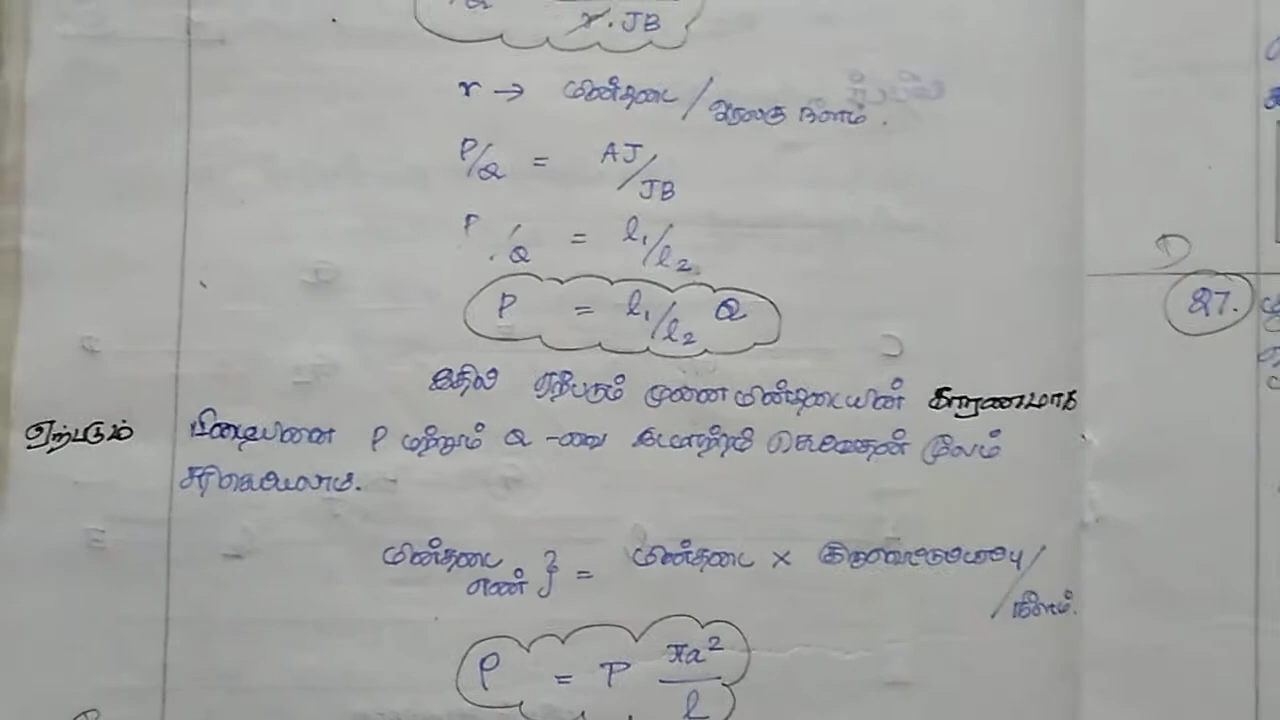 r. JB
r → மின்தடை / அலகு நீளம்.
P/Q = AJ/JB
P/Q = l₁/l₂
P = l₁/l₂ Q
இதில் ஏற்படும் முனை மின்தடையின் காரணமாக
ஏற்படும் பிழையினை P மற்றும் Q -வை இடமாற்றம் செய்வதன் மூலம்
சரிசெய்யலாம்.
மின்தடை எண் } = மின்தடை × குறுக்குவெட்டுபரப்பு / நீளம்.
ρ = P πa²/l
27.